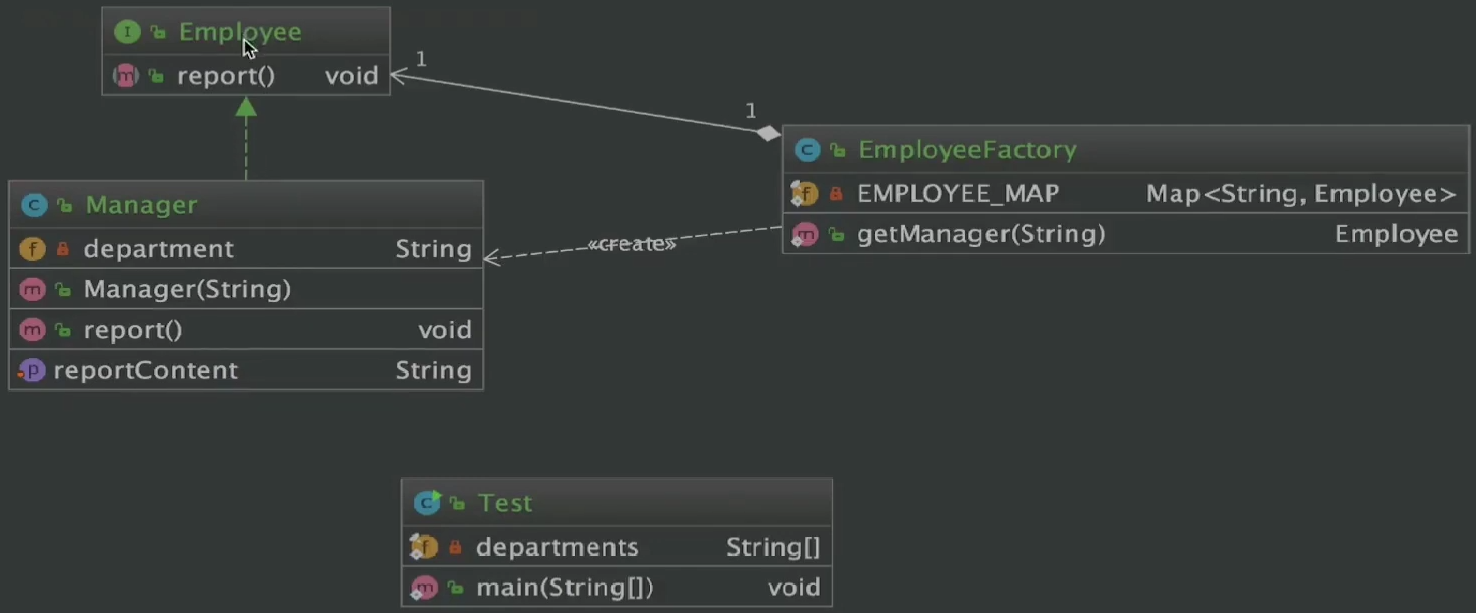 Employee
report() void
1
1
EmployeeFactory
EMPLOYEE_MAP Map<String, Employee>
getManager(String) Employee
«create»
Manager
department String
Manager(String)
report() void
reportContent String
Test
departments String[]
main(String[]) void